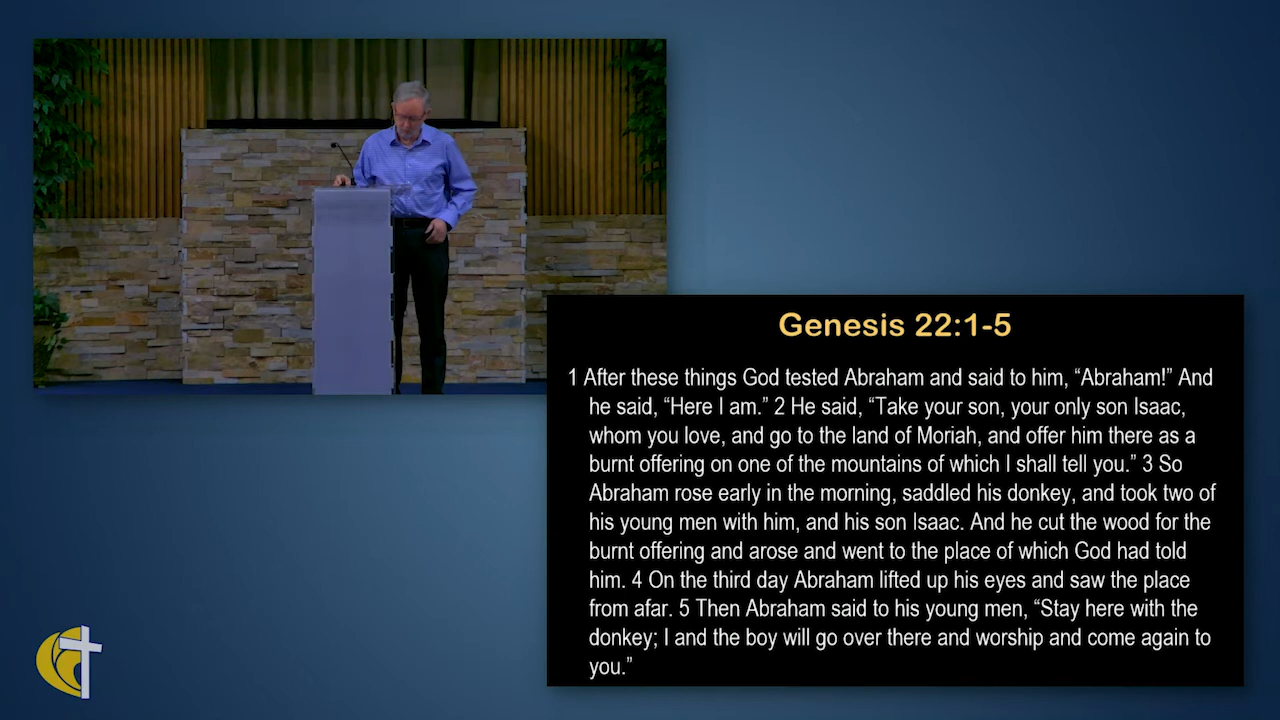 Genesis 22:1-5
1 After these things God tested Abraham and said to him, “Abraham!” And
he said, “Here I am.” 2 He said, “Take your son, your only son Isaac,
whom you love, and go to the land of Moriah, and offer him there as a
burnt offering on one of the mountains of which I shall tell you.” 3 So
Abraham rose early in the morning, saddled his donkey, and took two of
his young men with him, and his son Isaac. And he cut the wood for the
burnt offering and arose and went to the place of which God had told
him. 4 On the third day Abraham lifted up his eyes and saw the place
from afar. 5 Then Abraham said to his young men, “Stay here with the
donkey; I and the boy will go over there and worship and come again to
you.”